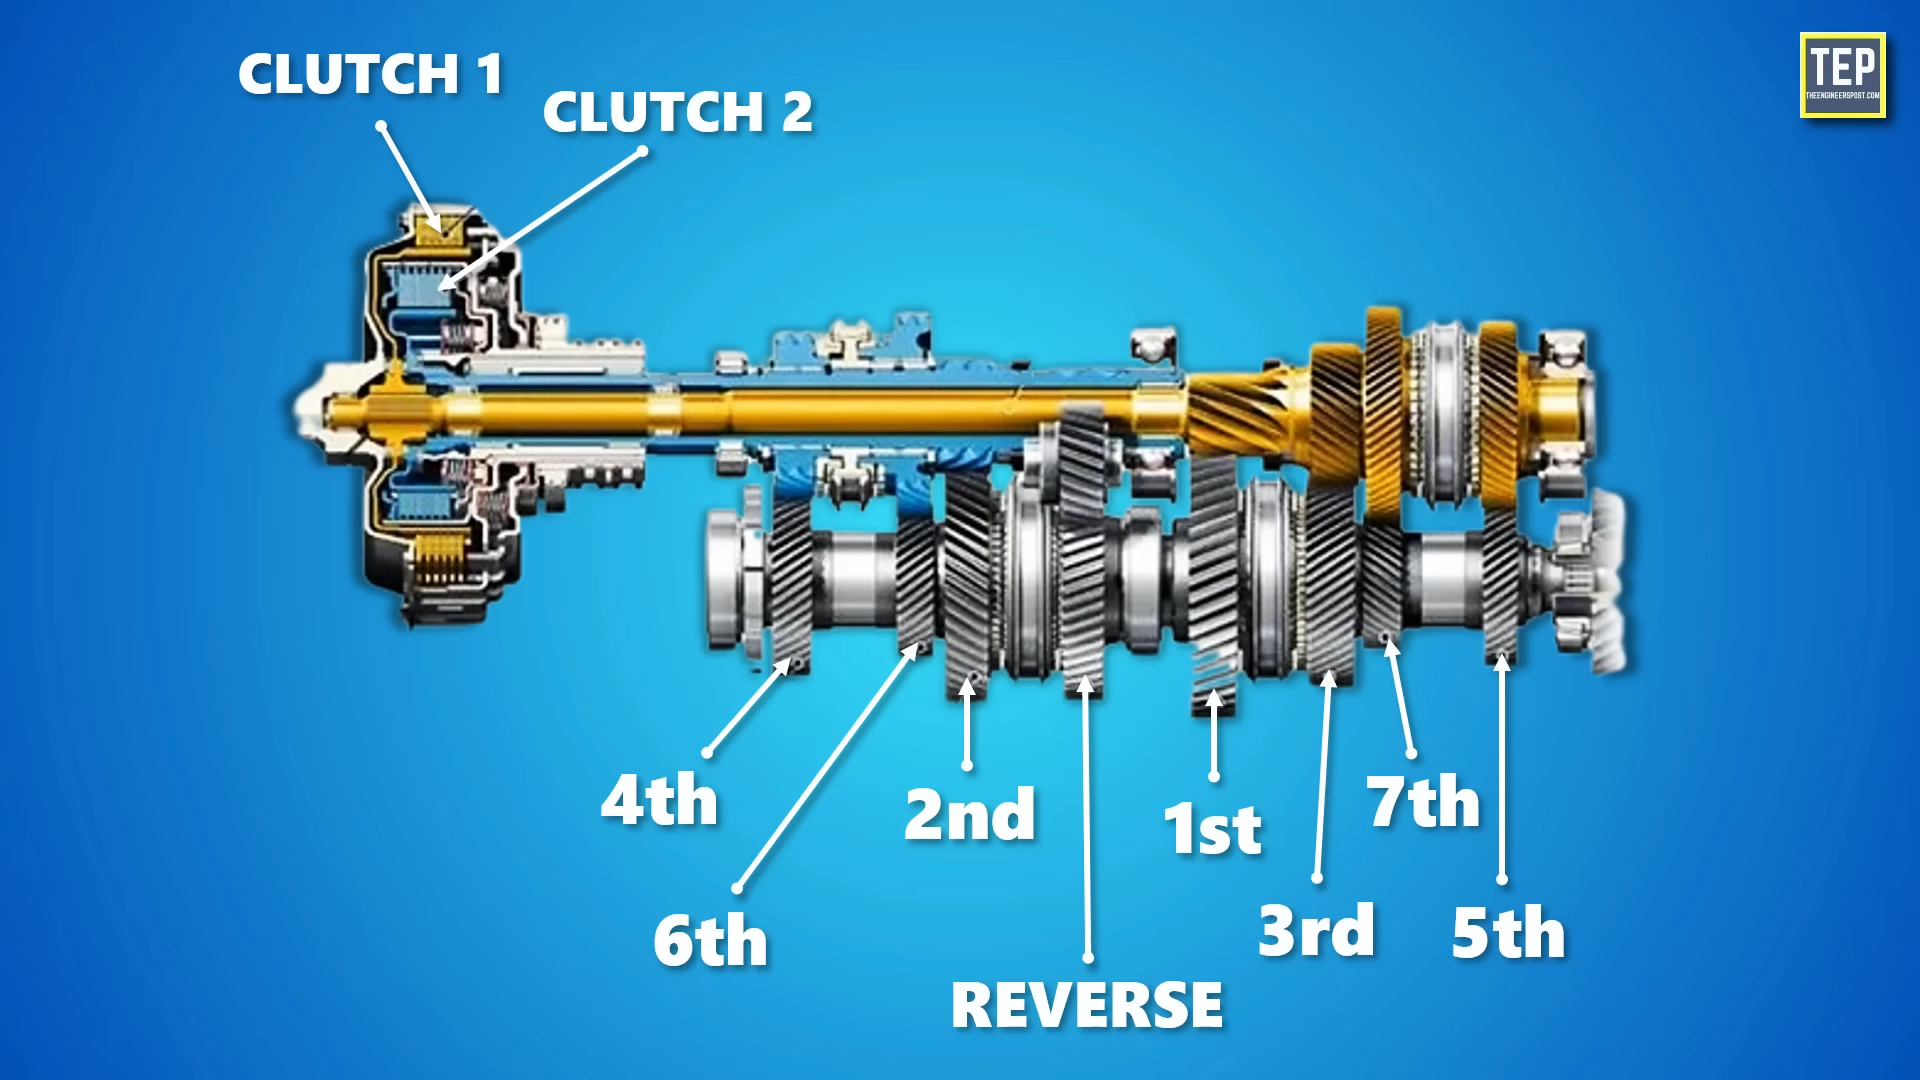 CLUTCH 1
CLUTCH 2
TEP
THEENGINEERSPOST.COM
4th
6th
2nd
REVERSE
1st
3rd
7th
5th